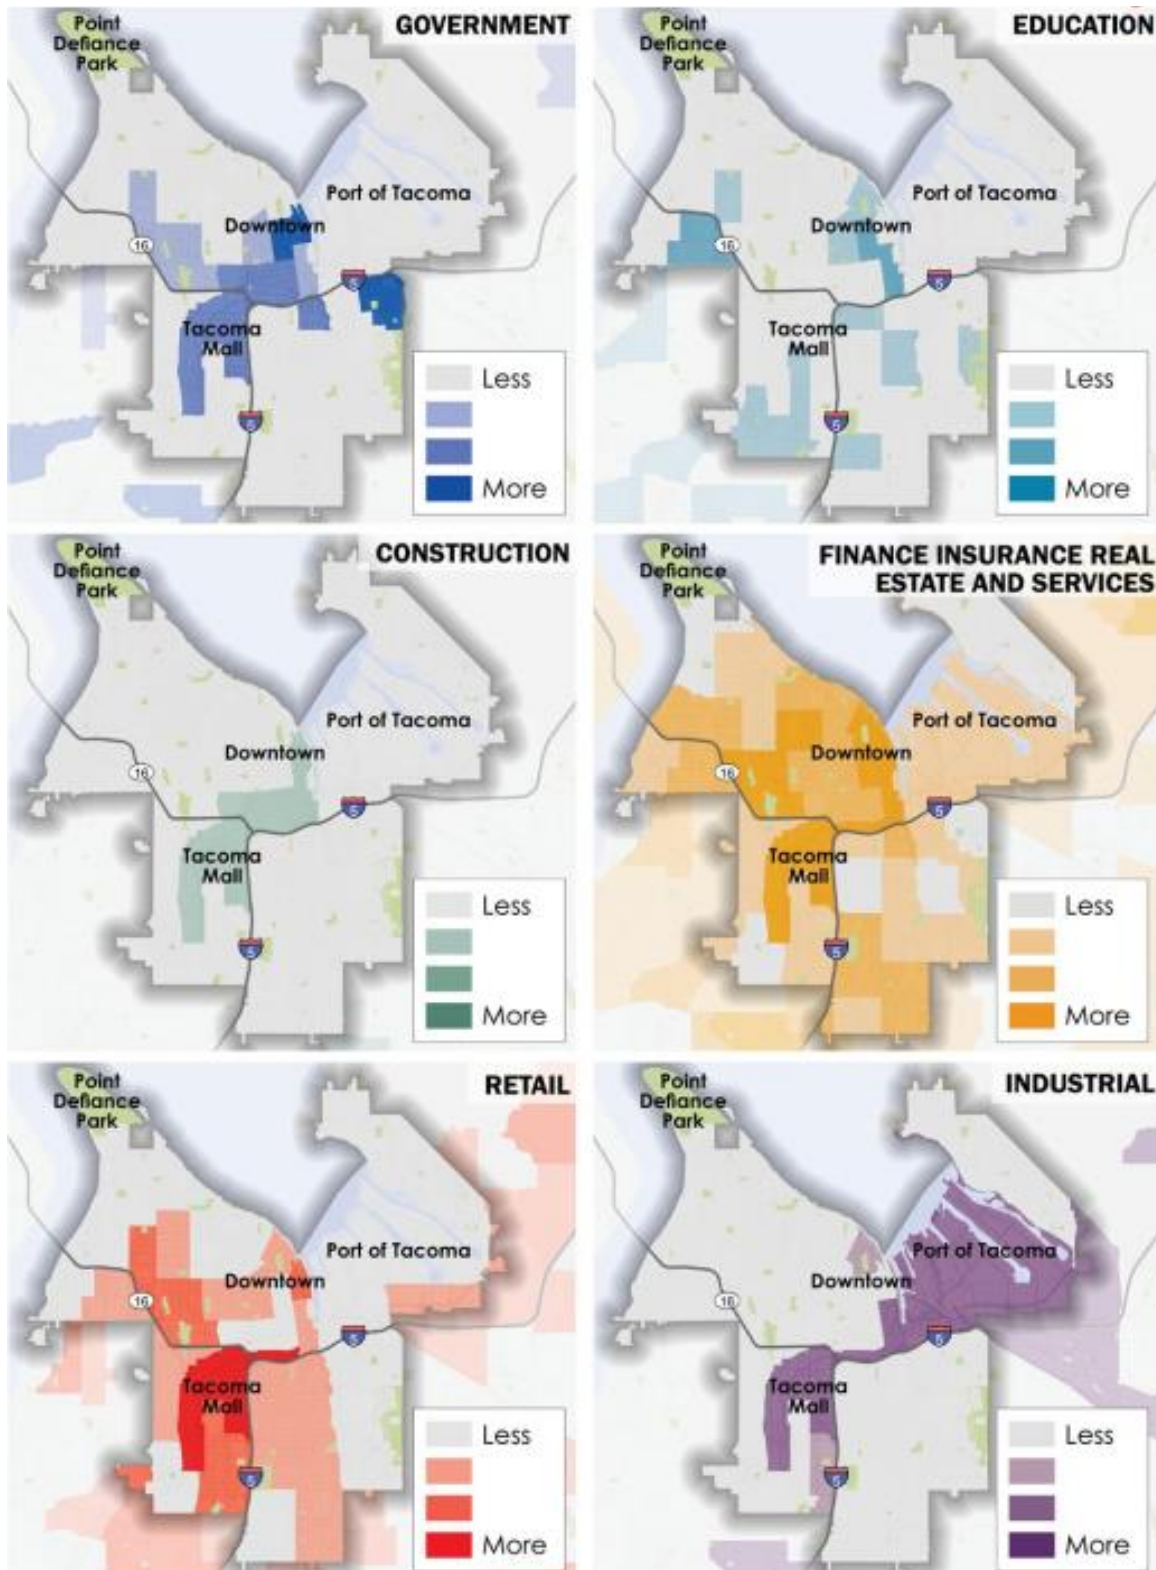 GOVERNMENT
Point
Defiance
Park
Port of Tacoma
Downtown
16
5
Tacoma
Mall
5
Less
More
EDUCATION
Point
Defiance
Park
Port of Tacoma
Downtown
16
5
Tacoma
Mall
5
Less
More
CONSTRUCTION
Point
Defiance
Park
Port of Tacoma
Downtown
16
5
Tacoma
Mall
5
Less
More
FINANCE INSURANCE REAL
ESTATE AND SERVICES
Point
Defiance
Park
Port of Tacoma
Downtown
16
5
Tacoma
Mall
5
Less
More
RETAIL
Point
Defiance
Park
Port of Tacoma
Downtown
16
5
Tacoma
Mall
5
Less
More
INDUSTRIAL
Point
Defiance
Park
Port of Tacoma
Downtown
16
5
Tacoma
Mall
5
Less
More